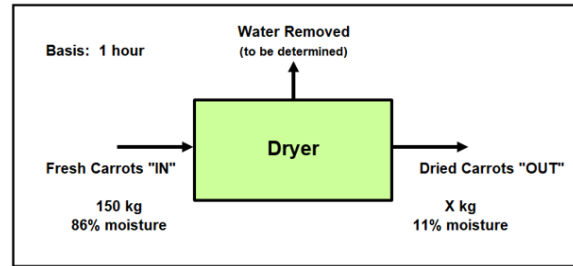 Water Removed
(to be determined)
Basis: 1 hour
Dryer
Fresh Carrots "IN"
150 kg
86% moisture
Dried Carrots "OUT"
X kg
11% moisture